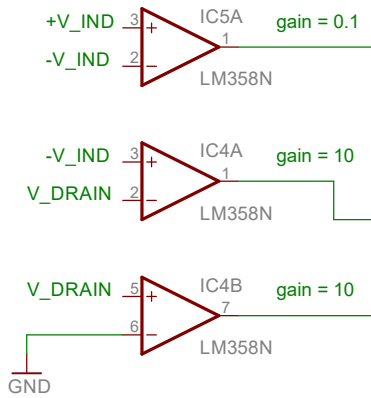 IC5A
gain = 0.1
+V_IND 3 +
1
-V_IND 2 −
LM358N
IC4A
gain = 10
-V_IND 3 +
1
V_DRAIN 2 −
LM358N
IC4B
gain = 10
V_DRAIN 5 +
7
6 −
LM358N
GND